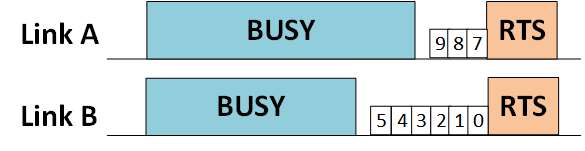 Link A BUSY 9 8 7 RTS
Link B BUSY 5 4 3 2 1 0 RTS